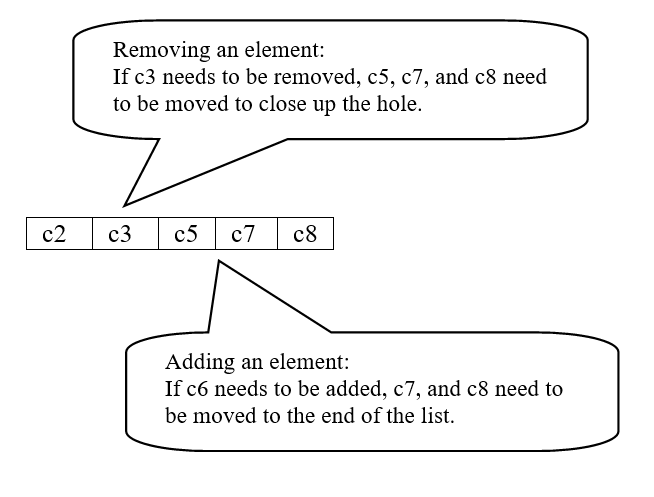 Removing an element:
If c3 needs to be removed, c5, c7, and c8 need
to be moved to close up the hole.
c2 c3 c5 c7 c8
Adding an element:
If c6 needs to be added, c7, and c8 need to
be moved to the end of the list.